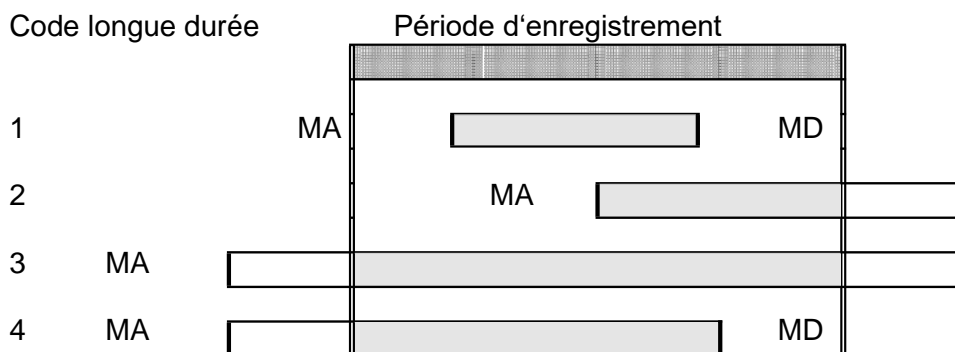 Code longue durée Période d‘enregistrement
1 MA MD
2 MA
3 MA
4 MA MD